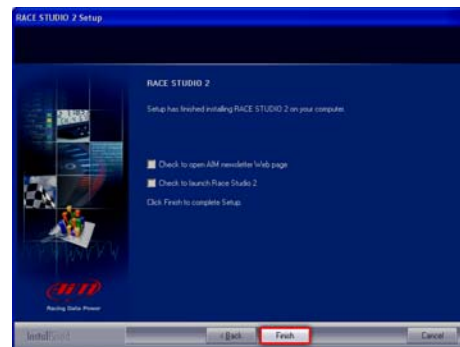 RACE STUDIO 2 Setup
RACE STUDIO 2
Setup has finished installing RACE STUDIO 2 on your computer.
Check to open AIM newsletter Web page
Check to launch Race Studio 2
Click Finish to complete Setup.
AiM
Racing Data Power
InstallShield
< Back
Finish
Cancel